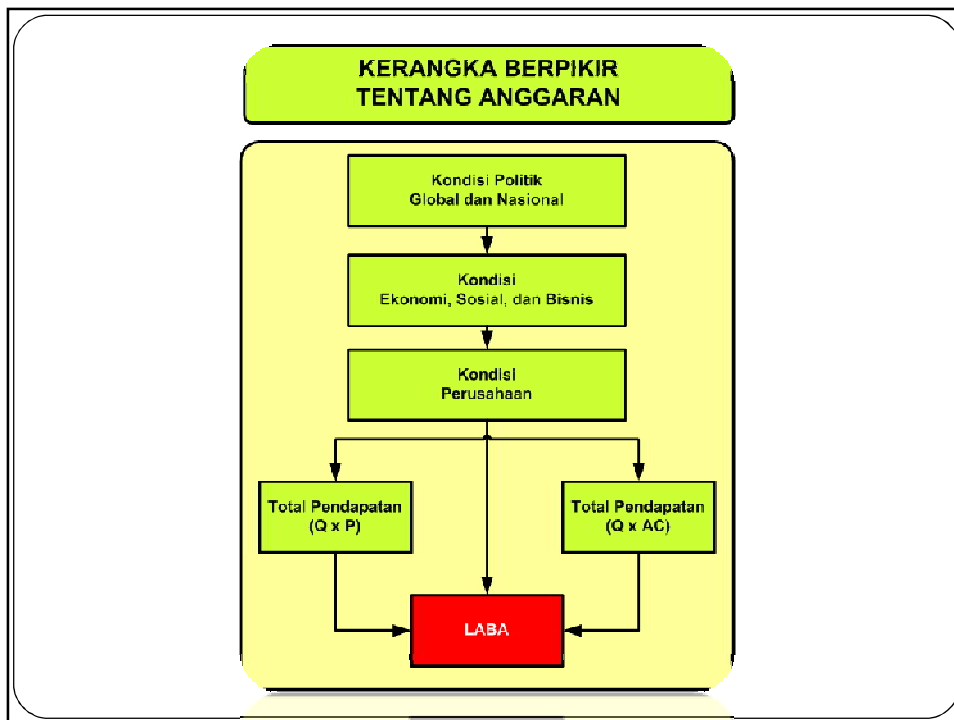 KERANGKA BERPIKIR
TENTANG ANGGARAN
Kondisi Politik
Global dan Nasional
Kondisi
Ekonomi, Sosial, dan Bisnis
Kondisi
Perusahaan
Total Pendapatan
(Q x P)
Total Pendapatan
(Q x AC)
LABA